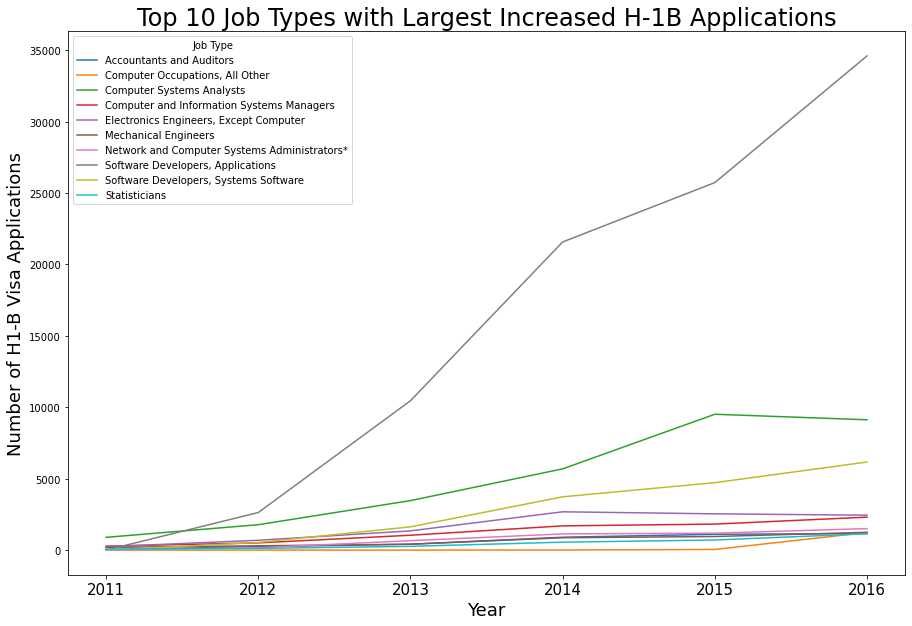 Top 10 Job Types with Largest Increased H-1B Applications
Number of H1-B Visa Applications
35000
30000
25000
20000
15000
10000
5000
0
Job Type
Accountants and Auditors
Computer Occupations, All Other
Computer Systems Analysts
Computer and Information Systems Managers
Electronics Engineers, Except Computer
Mechanical Engineers
Network and Computer Systems Administrators*
Software Developers, Applications
Software Developers, Systems Software
Statisticians
2011 2012 2013 2014 2015 2016
Year